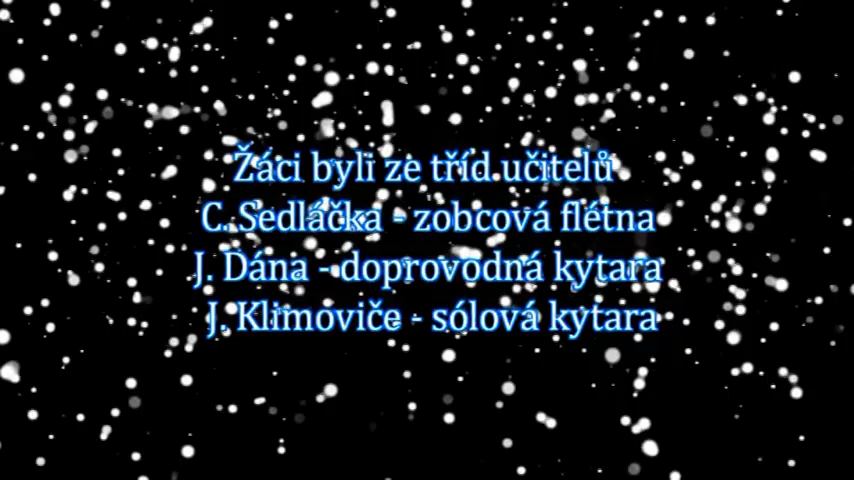 Žáci byli ze tříd učitelů
C. Sedláčka - zobcová flétna
J. Dána - doprovodná kytara
J. Klimoviče - sólová kytara